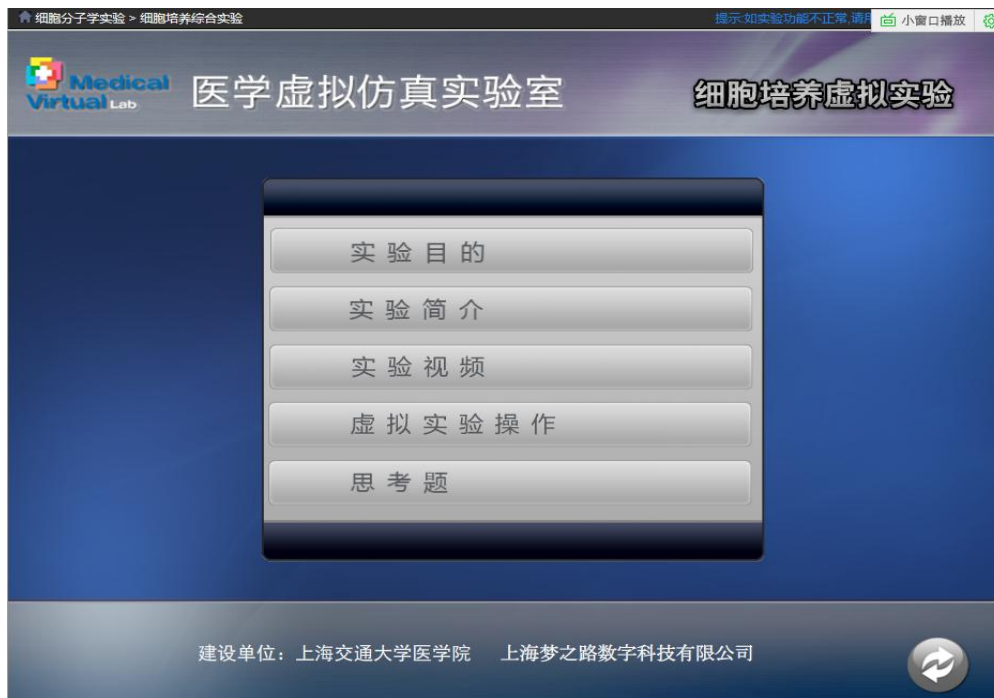 细胞分子学实验 > 细胞培养综合实验
提示:如实验功能不正常,请用
小窗口播放
Medical
Virtual Lab
医学虚拟仿真实验室
细胞培养虚拟实验
实验目的
实验简介
实验视频
虚拟实验操作
思考题
建设单位：上海交通大学医学院 上海梦之路数字科技有限公司